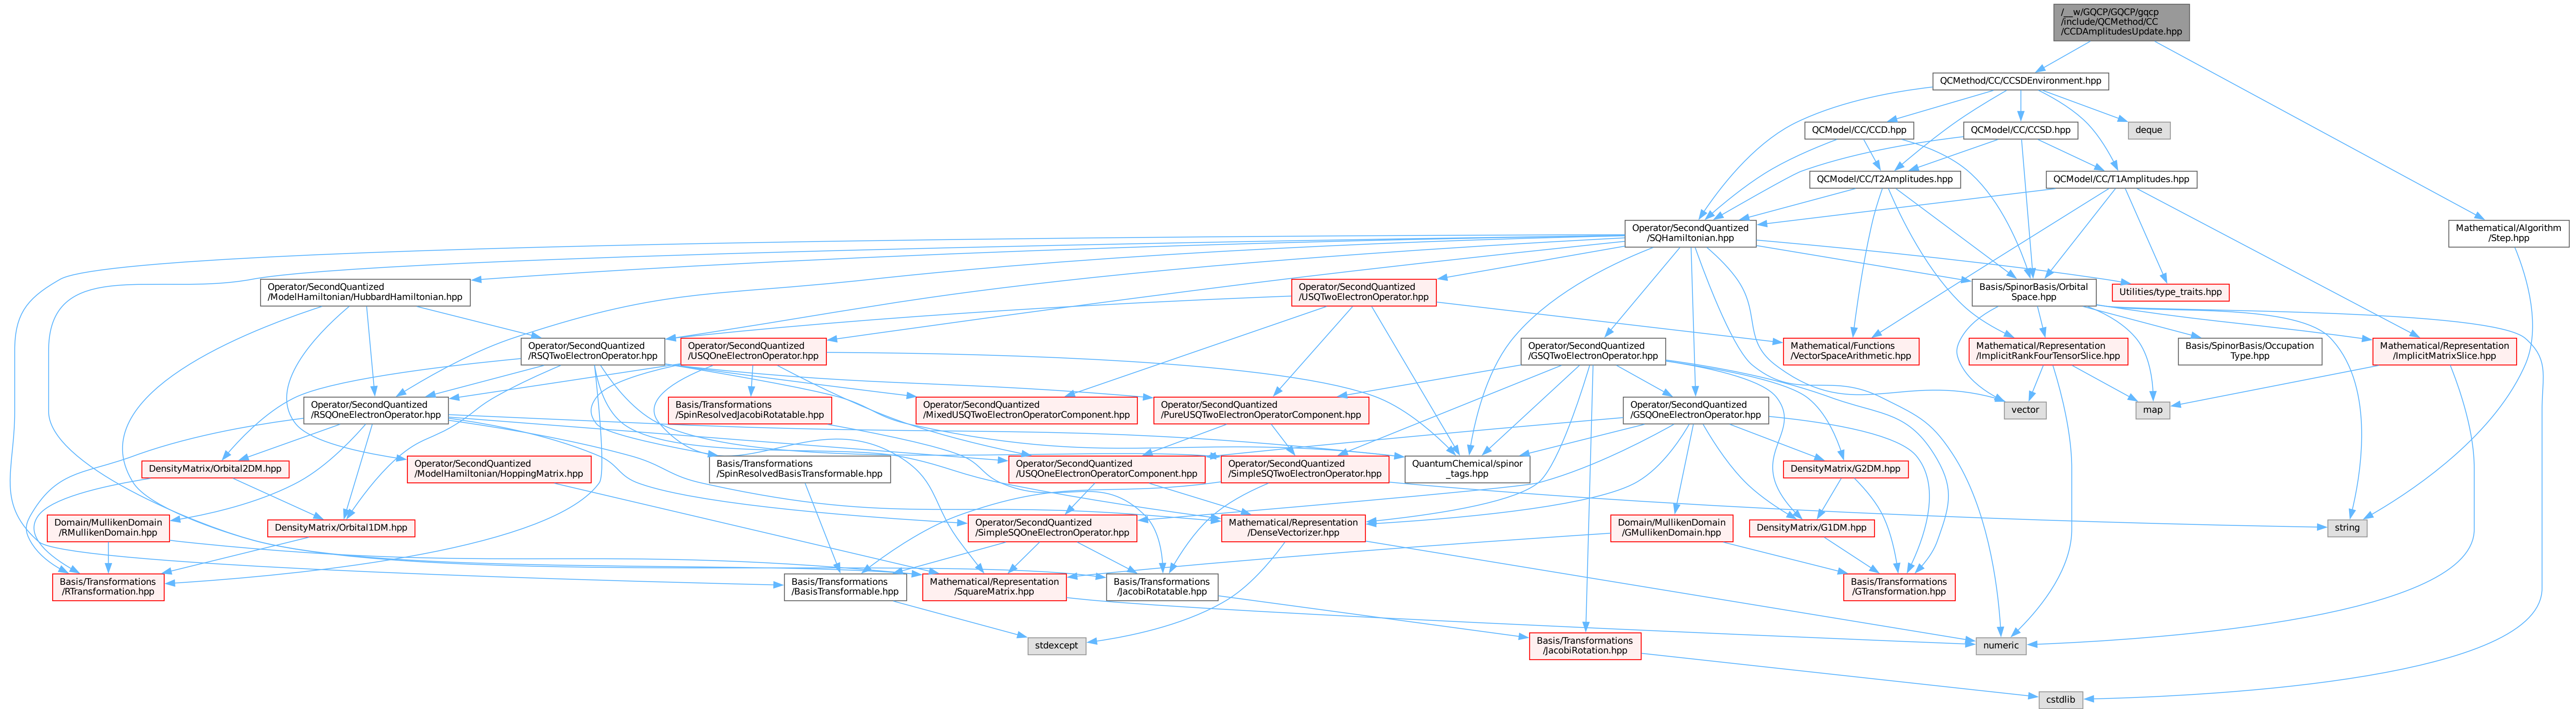 /__w/GQCP/GQCP/gqcp
/include/QCMethod/CC
/CCDAmplitudesUpdate.hpp
QCMethod/CC/CCSDEnvironment.hpp
QCModel/CC/CCD.hpp
QCModel/CC/CCSD.hpp
deque
QCModel/CC/T2Amplitudes.hpp
QCModel/CC/T1Amplitudes.hpp
Operator/SecondQuantized
/SQHamiltonian.hpp
Mathematical/Algorithm
/Step.hpp
Operator/SecondQuantized
/ModelHamiltonian/HubbardHamiltonian.hpp
Operator/SecondQuantized
/USQTwoElectronOperator.hpp
Basis/SpinorBasis/Orbital
Space.hpp
Utilities/type_traits.hpp
Operator/SecondQuantized
/RSQTwoElectronOperator.hpp
Operator/SecondQuantized
/USQOneElectronOperator.hpp
Operator/SecondQuantized
/GSQTwoElectronOperator.hpp
Mathematical/Functions
/VectorSpaceArithmetic.hpp
Mathematical/Representation
/ImplicitRankFourTensorSlice.hpp
Basis/SpinorBasis/Occupation
Type.hpp
Mathematical/Representation
/ImplicitMatrixSlice.hpp
Operator/SecondQuantized
/RSQOneElectronOperator.hpp
Basis/Transformations
/SpinResolvedJacobiRotatable.hpp
Operator/SecondQuantized
/MixedUSQTwoElectronOperatorComponent.hpp
Operator/SecondQuantized
/PureUSQTwoElectronOperatorComponent.hpp
Operator/SecondQuantized
/GSQOneElectronOperator.hpp
vector
map
DensityMatrix/Orbital2DM.hpp
Operator/SecondQuantized
/ModelHamiltonian/HoppingMatrix.hpp
Basis/Transformations
/SpinResolvedBasisTransformable.hpp
Operator/SecondQuantized
/USQOneElectronOperatorComponent.hpp
Operator/SecondQuantized
/SimpleSQTwoElectronOperator.hpp
QuantumChemical/spinor
_tags.hpp
DensityMatrix/G2DM.hpp
Domain/MullikenDomain
/RMullikenDomain.hpp
DensityMatrix/Orbital1DM.hpp
Operator/SecondQuantized
/SimpleSQOneElectronOperator.hpp
Mathematical/Representation
/DenseVectorizer.hpp
Domain/MullikenDomain
/GMullikenDomain.hpp
DensityMatrix/G1DM.hpp
string
Basis/Transformations
/RTransformation.hpp
Basis/Transformations
/BasisTransformable.hpp
Mathematical/Representation
/SquareMatrix.hpp
Basis/Transformations
/JacobiRotatable.hpp
Basis/Transformations
/GTransformation.hpp
stdexcept
Basis/Transformations
/JacobiRotation.hpp
numeric
cstdlib